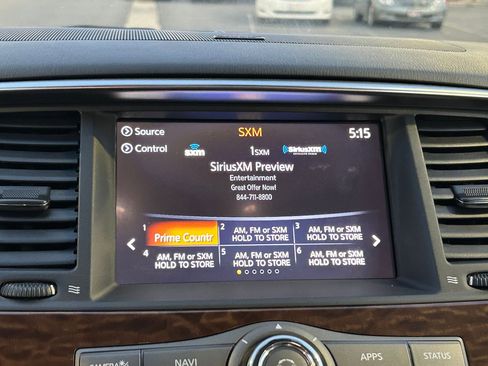 Source SXM 5:15
Control sxm 1SXM SiriusXM
SiriusXM Preview
Entertainment
Great Offer Now!
844-711-8800
1 Prime Countr 2 AM, FM or SXM HOLD TO STORE 3 AM, FM or SXM HOLD TO STORE
4 AM, FM or SXM HOLD TO STORE 5 AM, FM or SXM HOLD TO STORE 6 AM, FM or SXM HOLD TO STORE
CAMERA NAVI APPS STATUS